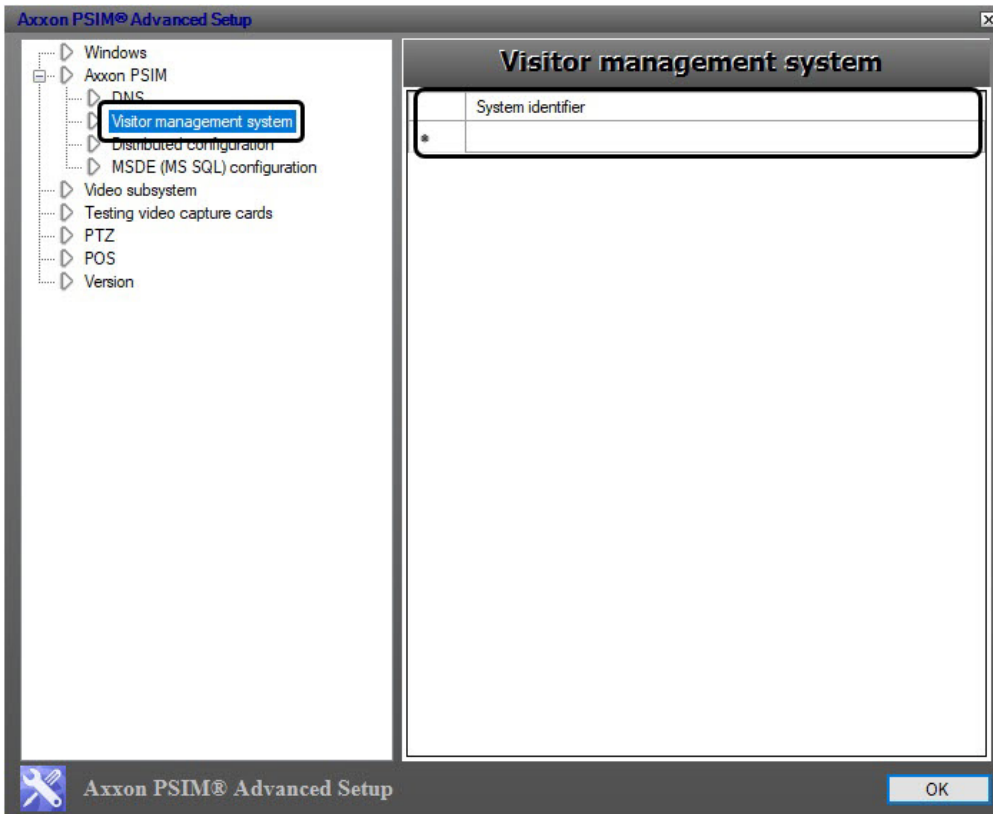 Axxon PSIM® Advanced Setup
Windows
Axxon PSIM
DNS
Visitor management system
Distributed configuration
MSDE (MS SQL) configuration
Video subsystem
Testing video capture cards
PTZ
POS
Version
Visitor management system
System identifier
*
Axxon PSIM® Advanced Setup
OK